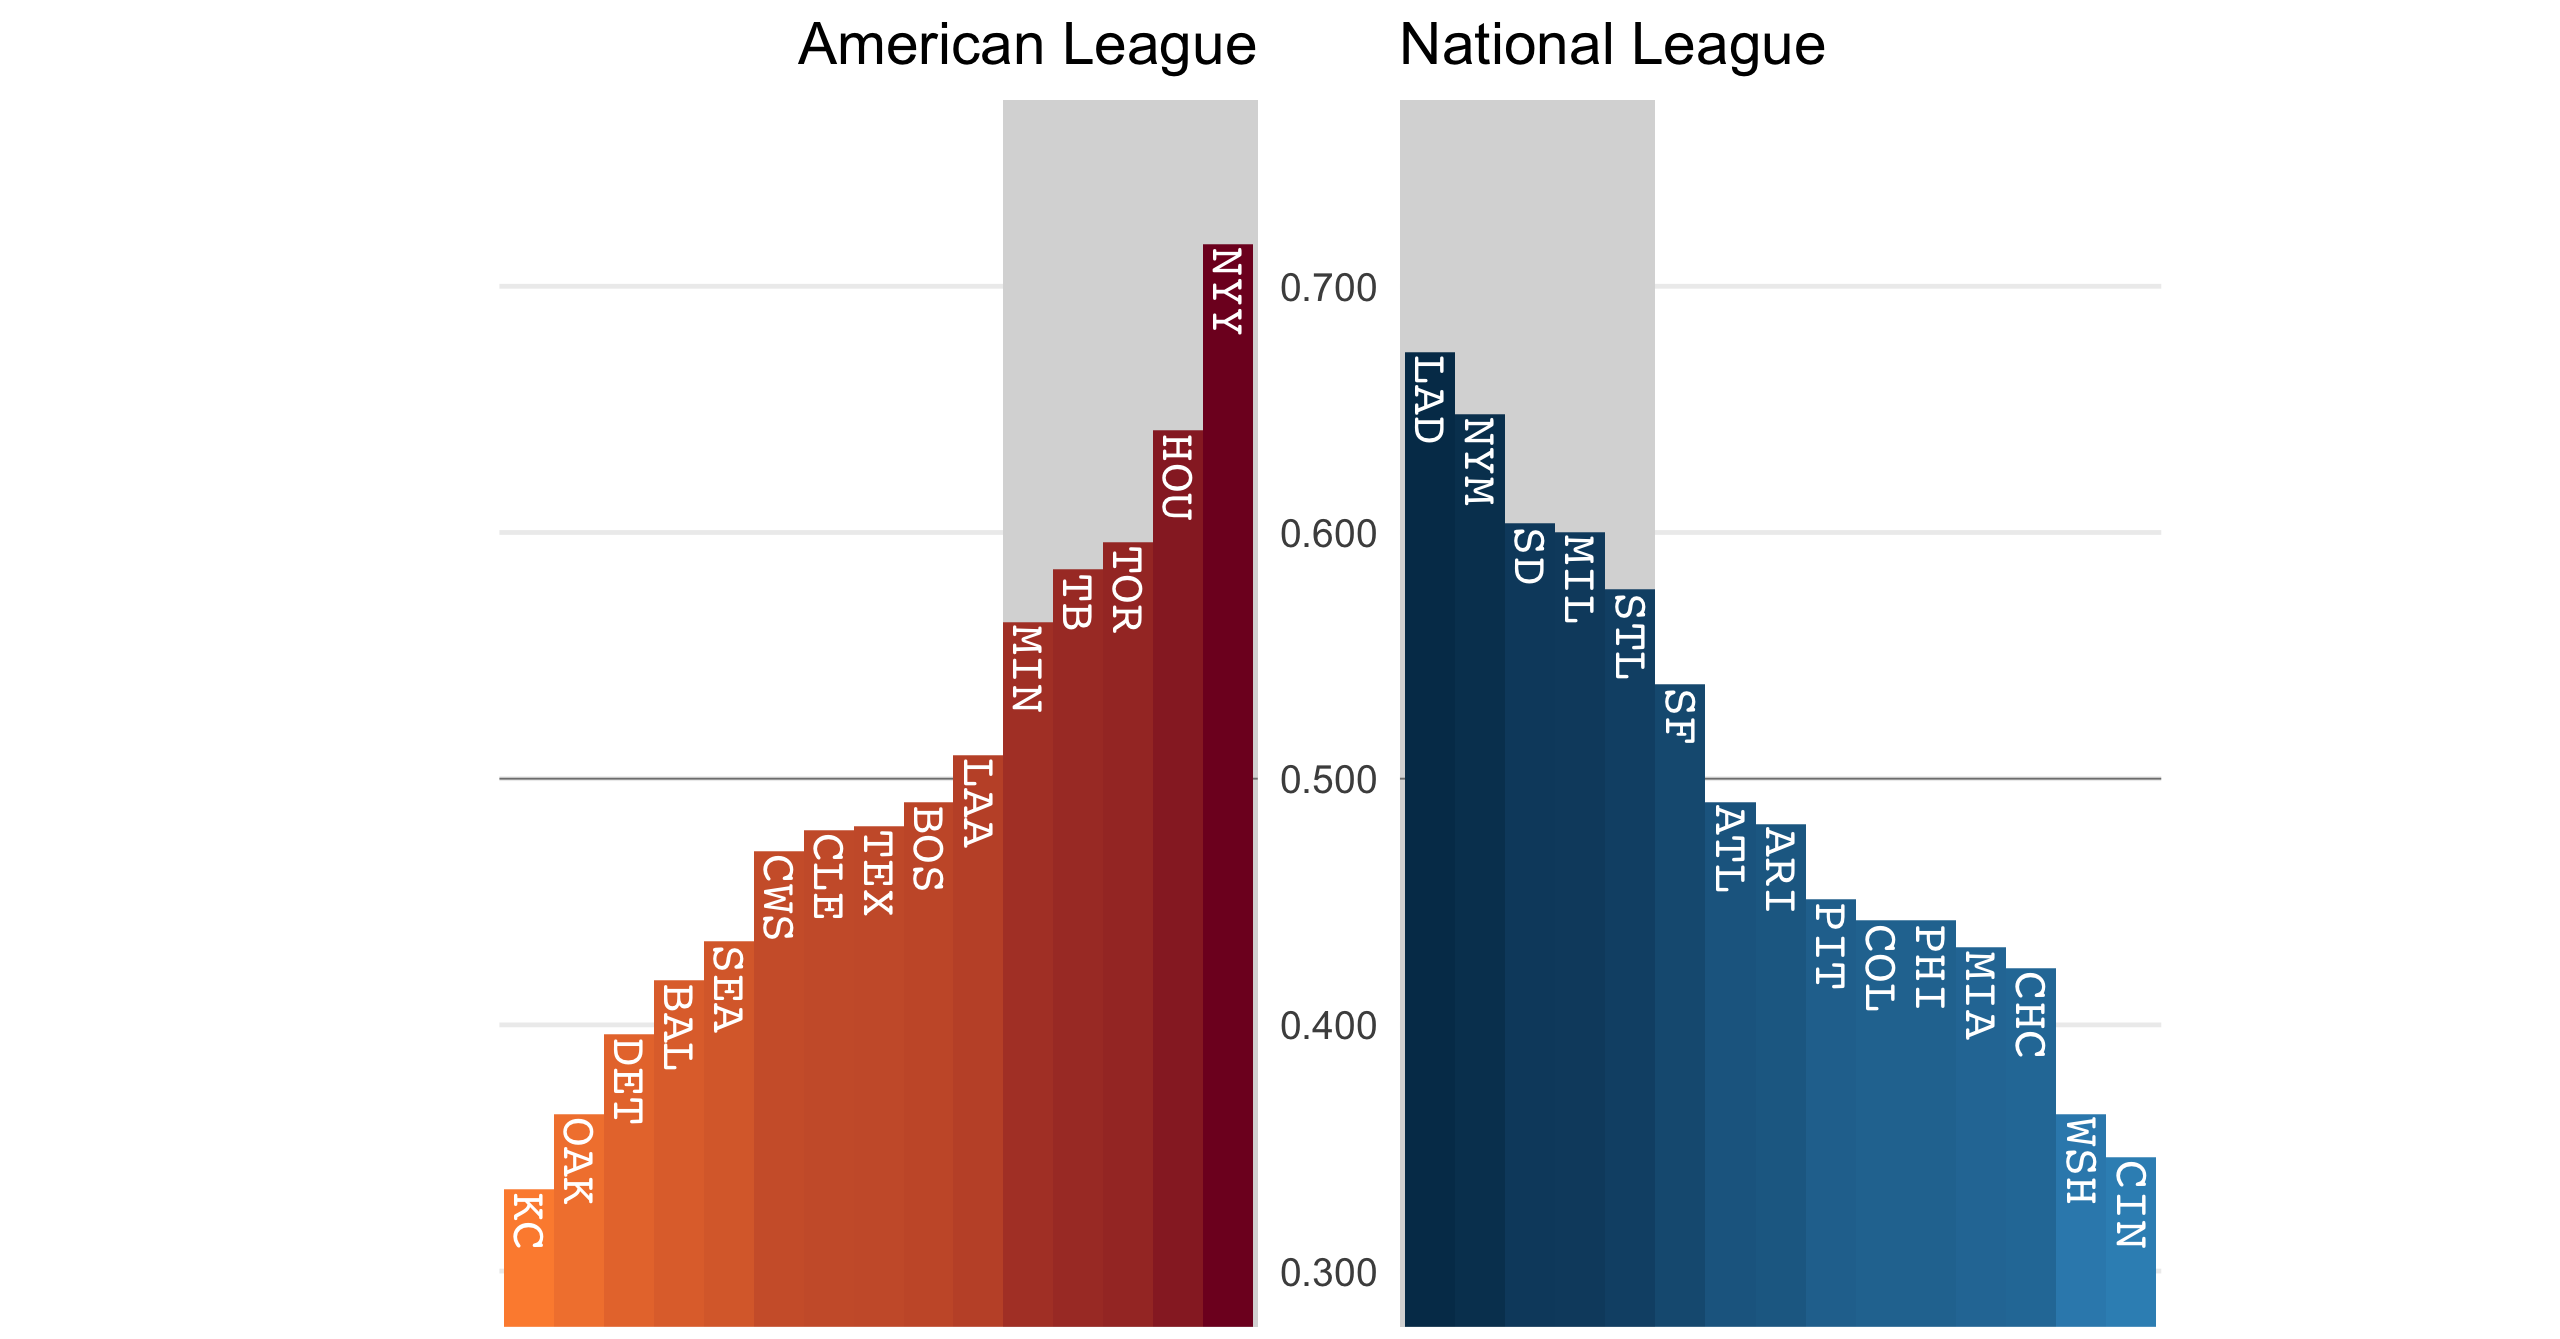 American League
National League
0.700
0.600
0.500
0.400
0.300
KC
OAK
DET
BAL
SEA
CWS
CLE
TEX
BOS
LAA
MIN
TB
TOR
HOU
NYY
LAD
NYM
SD
MIL
STL
SF
ATL
ARI
PIT
COL
PHI
MIA
CHC
WSH
CIN